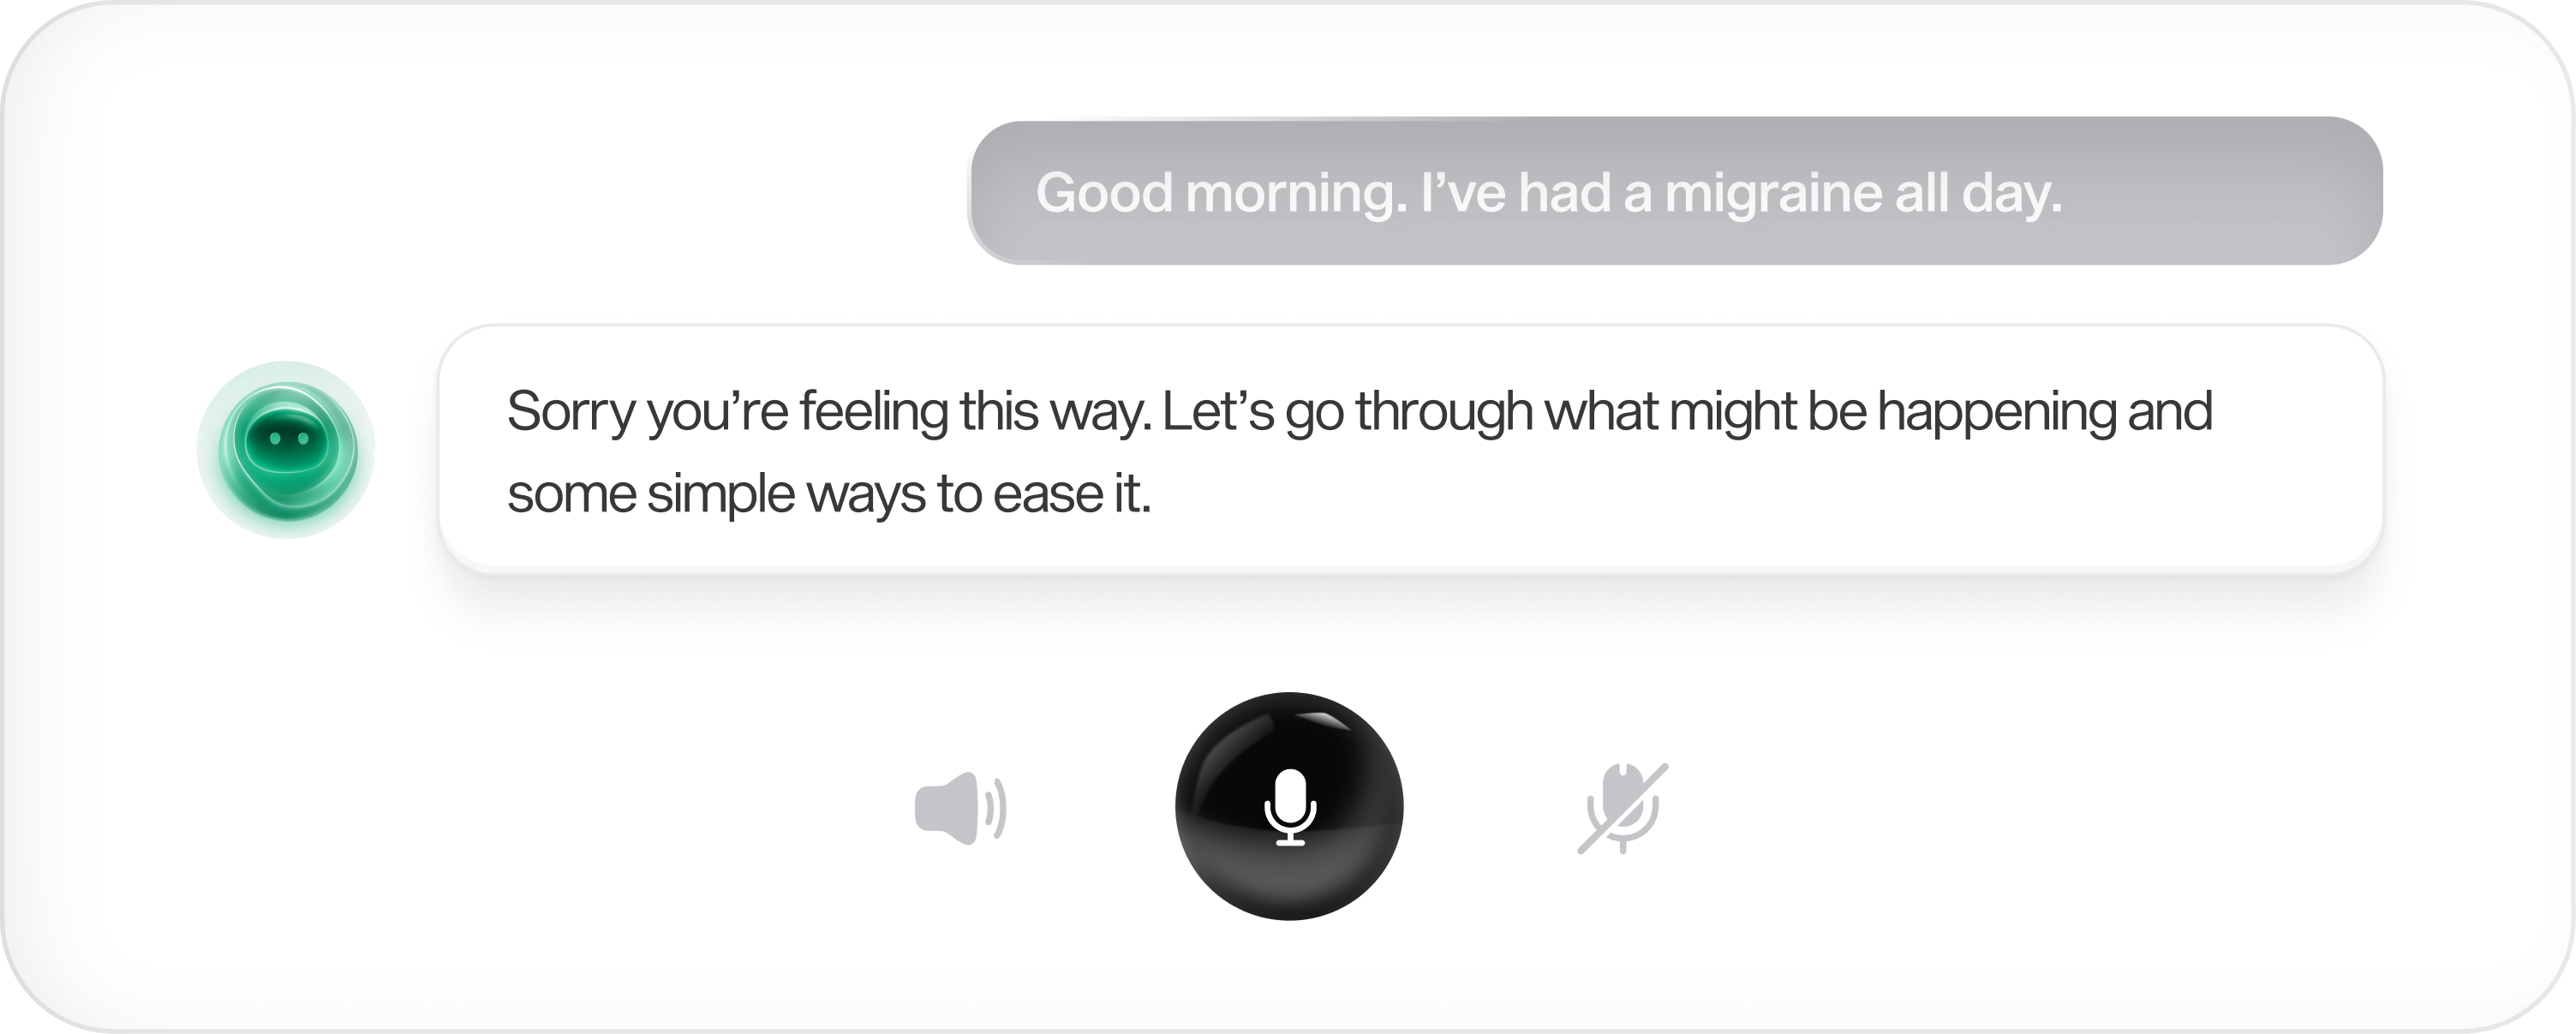 Good morning. I’ve had a migraine all day.
Sorry you’re feeling this way. Let’s go through what might be happening and
some simple ways to ease it.